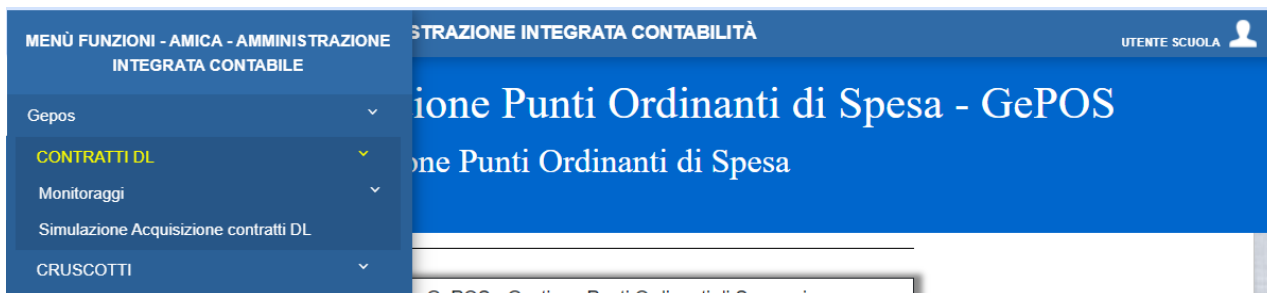 MENÙ FUNZIONI - AMICA - AMMINISTRAZIONE
INTEGRATA CONTABILE
STRAZIONE INTEGRATA CONTABILITÀ
UTENTE SCUOLA
Gepos
CONTRATTI DL
Monitoraggi
Simulazione Acquisizione contratti DL
CRUSCOTTI
ione Punti Ordinanti di Spesa - GePOS
ne Punti Ordinanti di Spesa